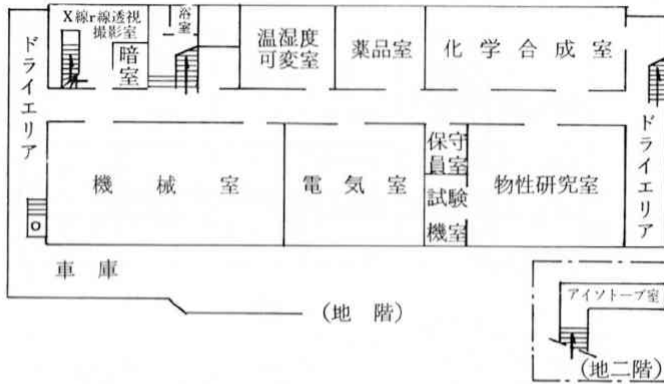 X線r線透視
撮影室
暗室
浴室
温湿度
可変室
薬品室
化学合成室
ドライエリア
ドライエリア
機械室
電気室
保守
員室
試験
機室
物性研究室
車庫
(地階)
アイソトープ室
(地二階)